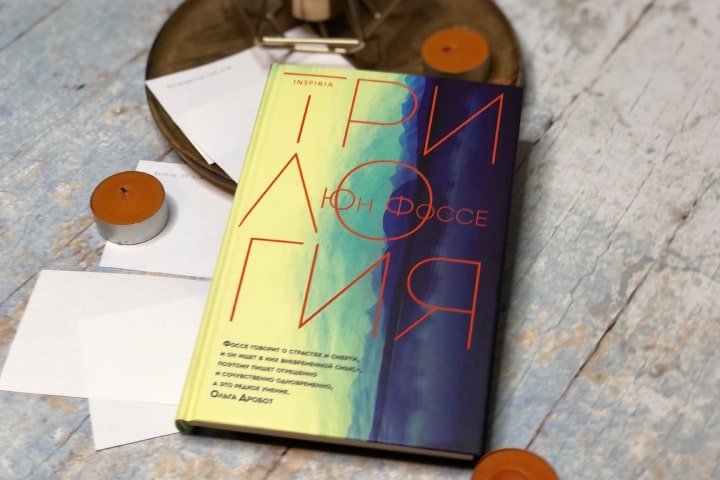 INSPIRIA
ТРИ
ЛО
ЮН ФОССЕ
ГИЯ
Фоссе говорит о страстях и смерти,
и он ищет в них вневременной смысл,
поэтому пишет отрешенно
и сочувственно одновременно,
а это редкое умение.
Ольга Дробот